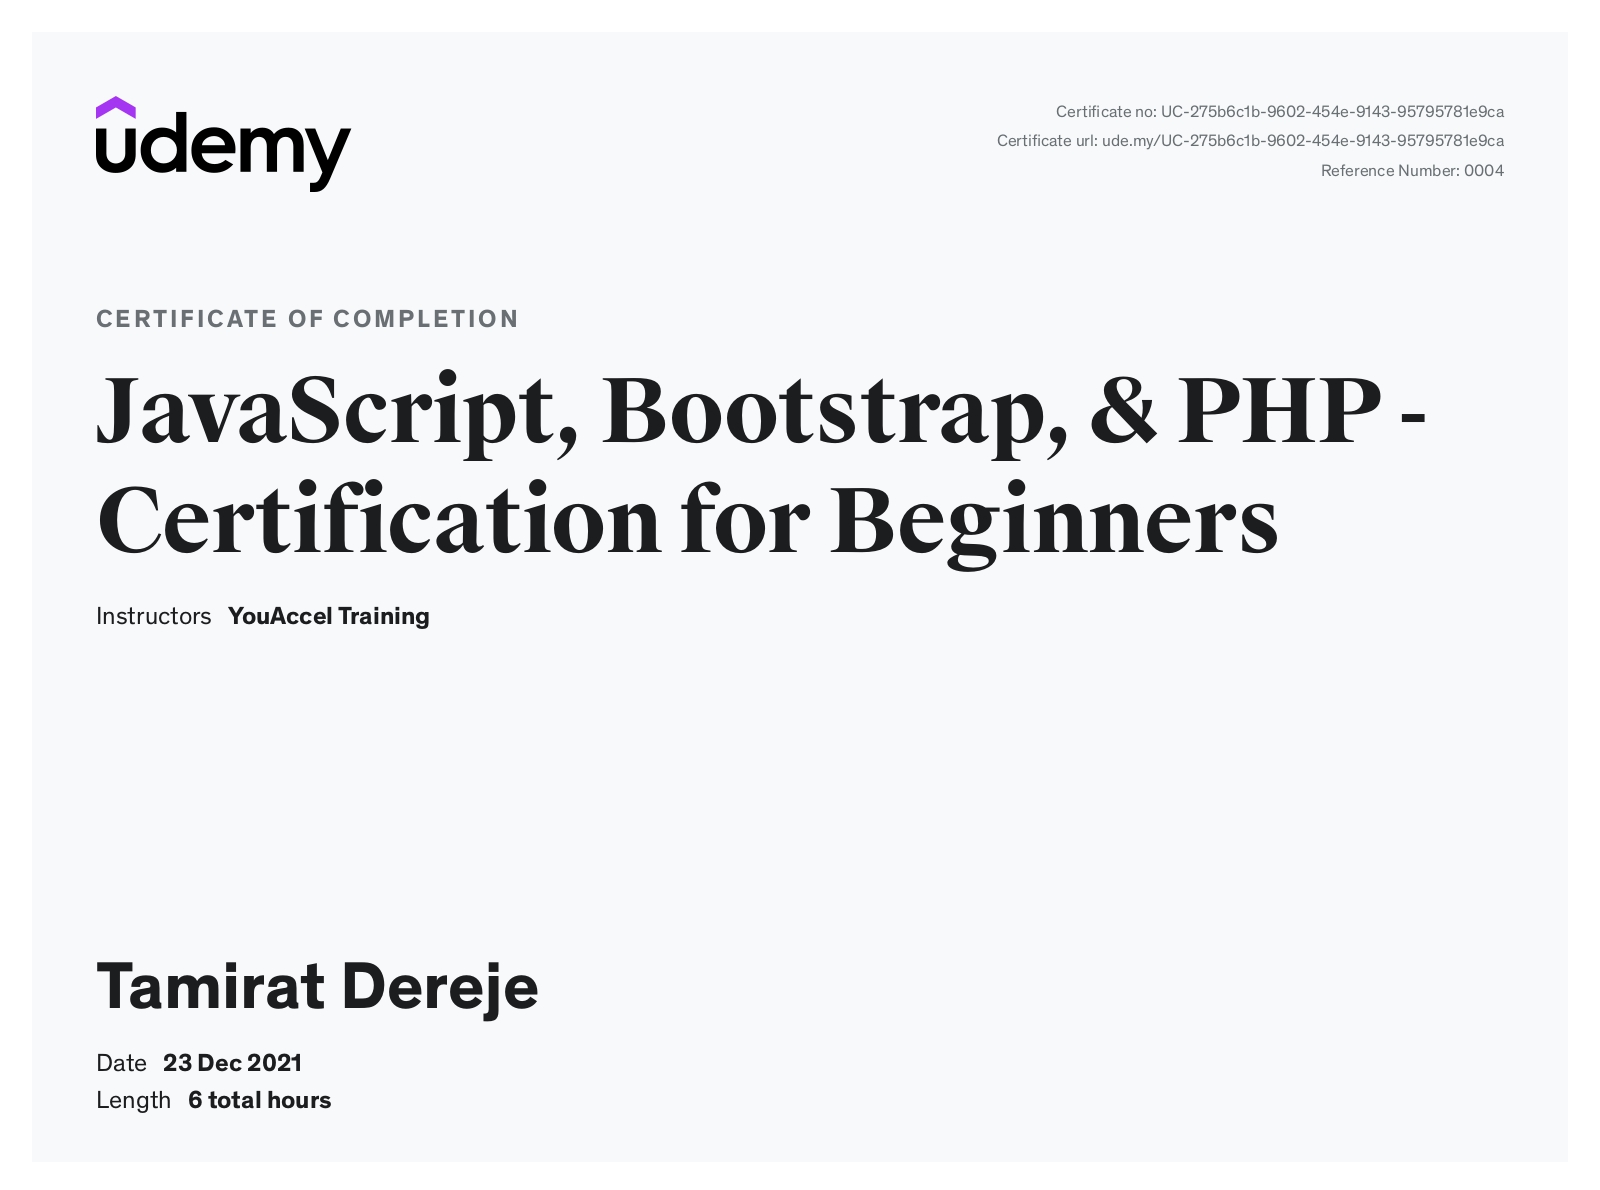 udemy
Certificate no: UC-275b6c1b-9602-454e-9143-95795781e9ca
Certificate url: ude.my/UC-275b6c1b-9602-454e-9143-95795781e9ca
Reference Number: 0004
CERTIFICATE OF COMPLETION
JavaScript, Bootstrap, & PHP -
Certification for Beginners
Instructors YouAccel Training
Tamirat Dereje
Date 23 Dec 2021
Length 6 total hours